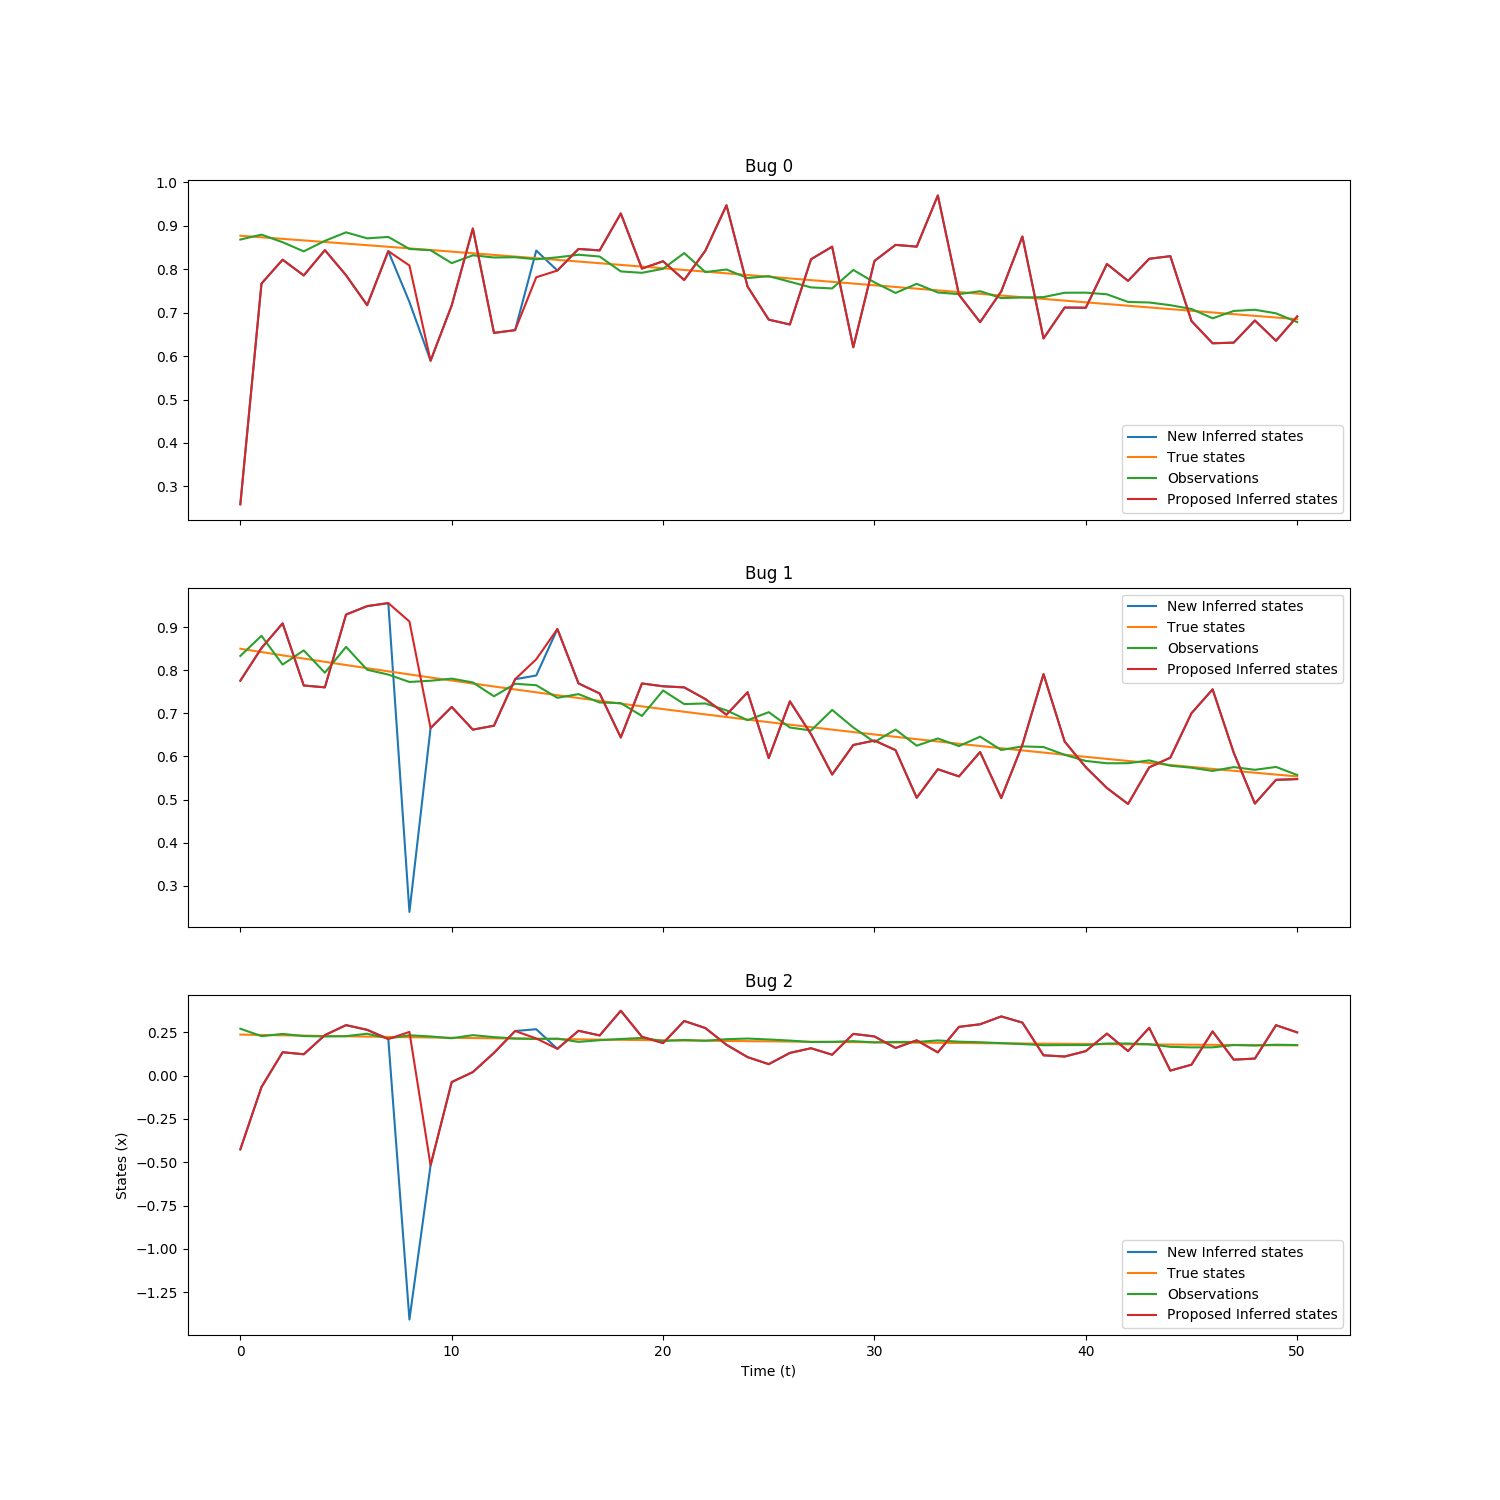 Bug 0
1.0
0.9
0.8
0.7
0.6
0.5
0.4
0.3
New Inferred states
True states
Observations
Proposed Inferred states
Bug 1
0.9
0.8
0.7
0.6
0.5
0.4
0.3
New Inferred states
True states
Observations
Proposed Inferred states
Bug 2
0.25
0.00
−0.25
−0.50
−0.75
−1.00
−1.25
States (x)
New Inferred states
True states
Observations
Proposed Inferred states
0 10 20 30 40 50
Time (t)